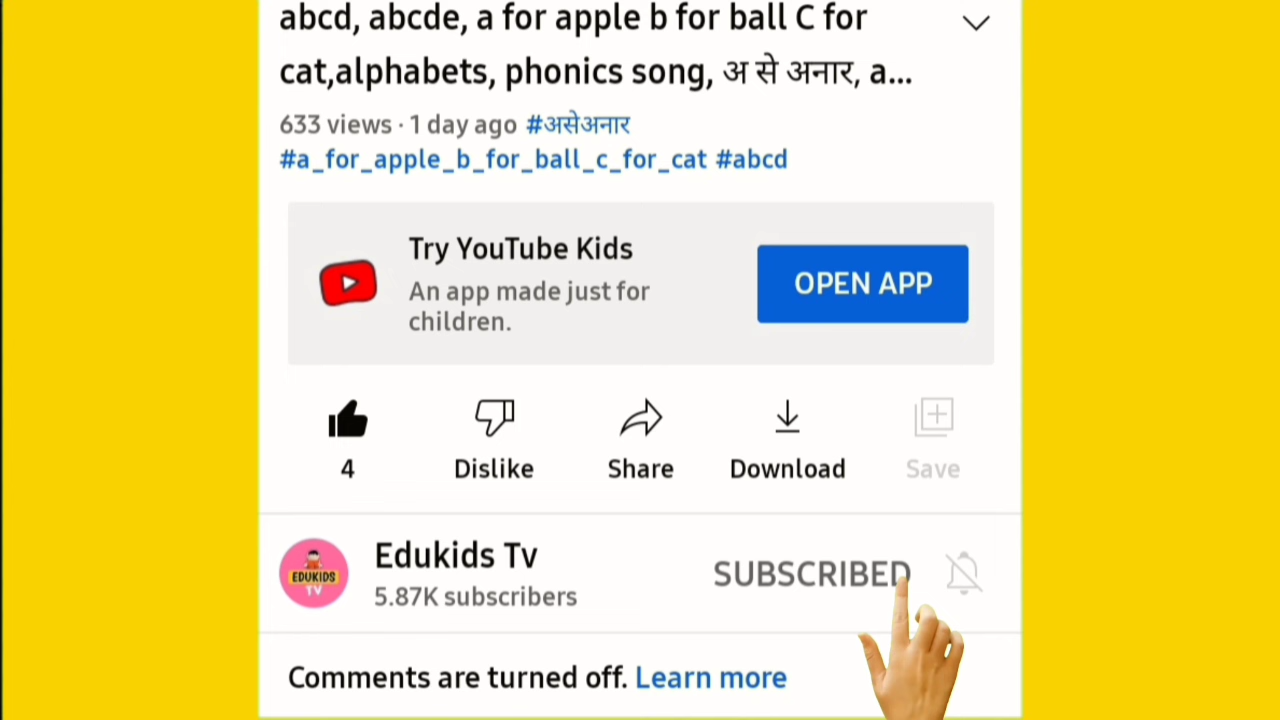 abcd, abcde, a for apple b for ball C for
cat,alphabets, phonics song, अ से अनार, a...
633 views · 1 day ago #असेअनार
#a_for_apple_b_for_ball_c_for_cat #abcd
Try YouTube Kids
An app made just for
children.
OPEN APP
4
Dislike
Share
Download
Save
EDUKIDS
TV
Edukids Tv
5.87K subscribers
SUBSCRIBED
Comments are turned off. Learn more